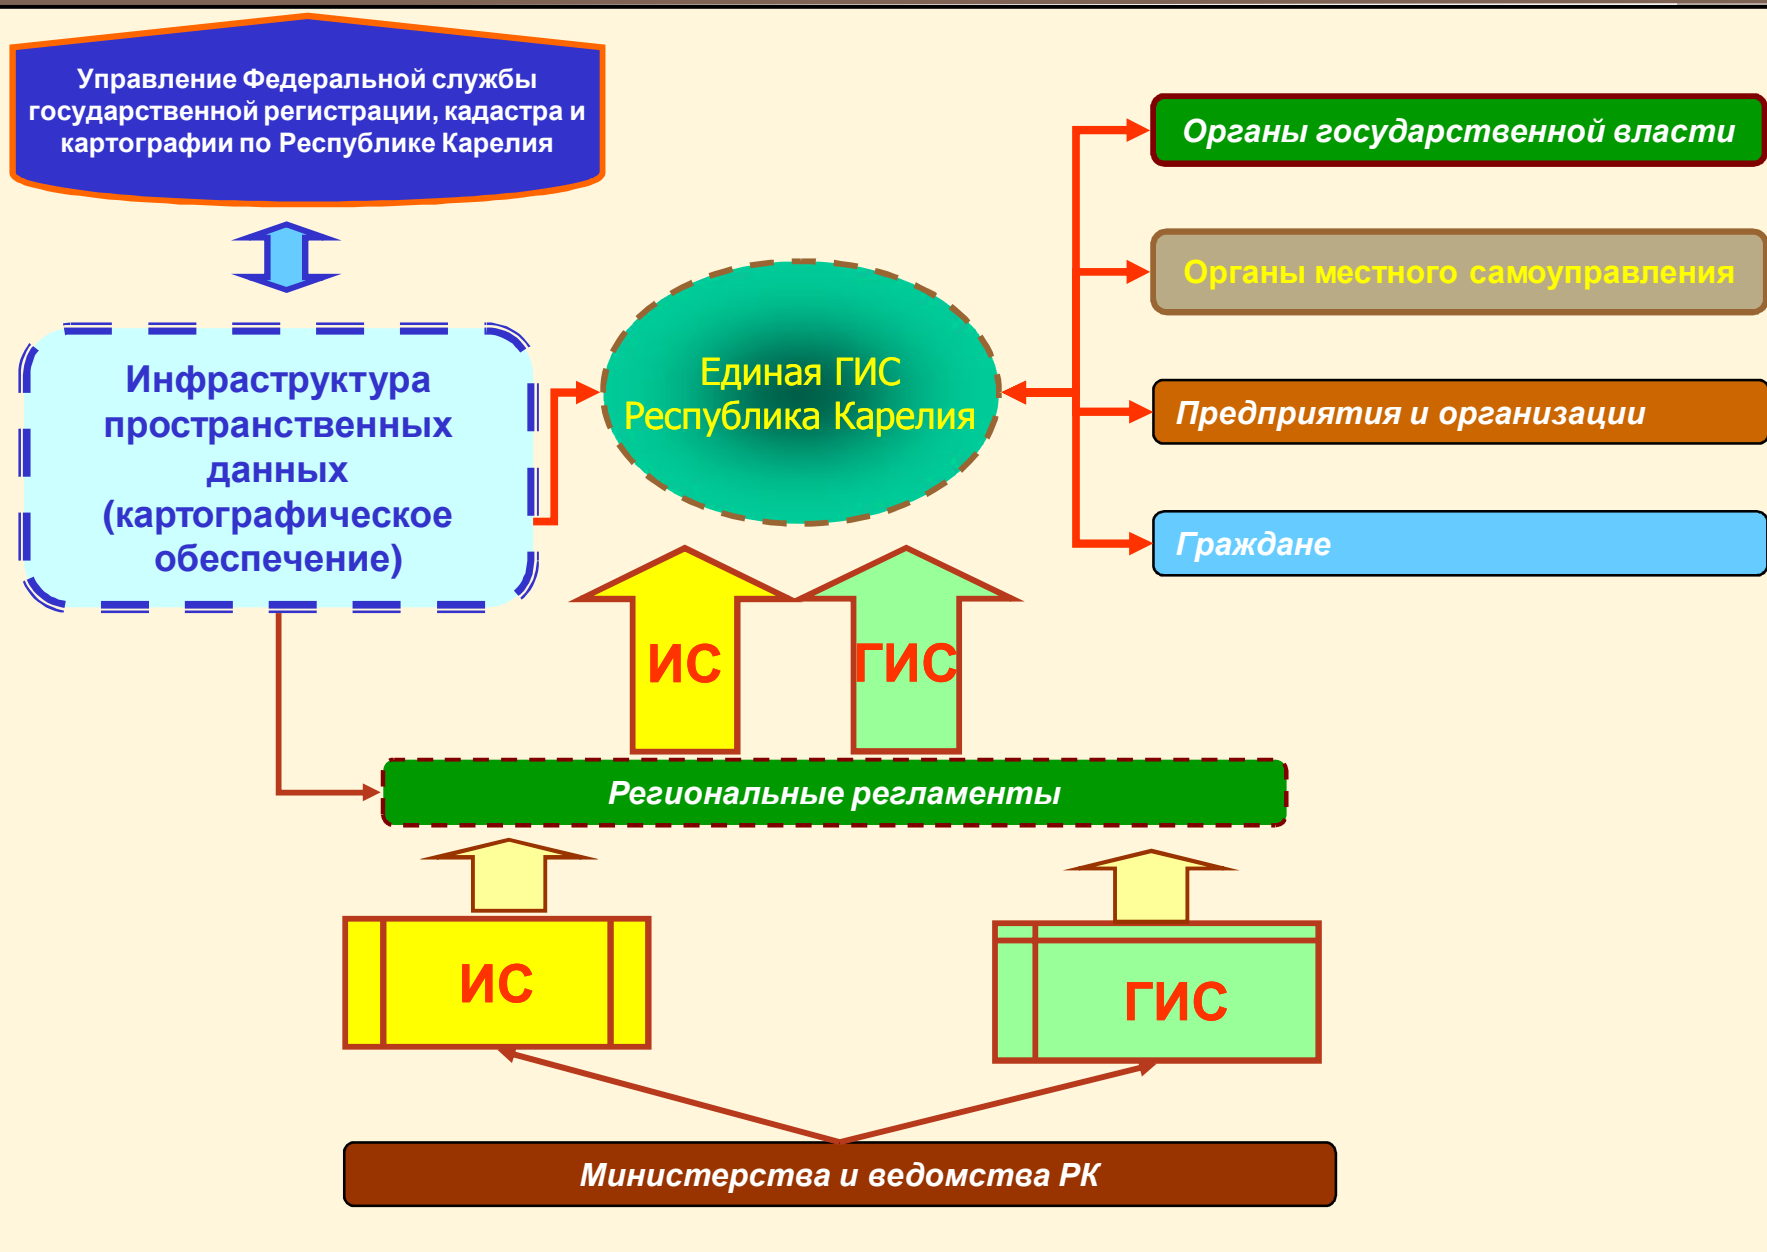 Управление Федеральной службы
государственной регистрации, кадастра и
картографии по Республике Карелия
Органы государственной власти
Органы местного самоуправления
Инфраструктура
пространственных
данных
(картографическое
обеспечение)
Единая ГИС
Республика Карелия
Предприятия и организации
Граждане
ИС
ГИС
Региональные регламенты
ИС
ГИС
Министерства и ведомства РК